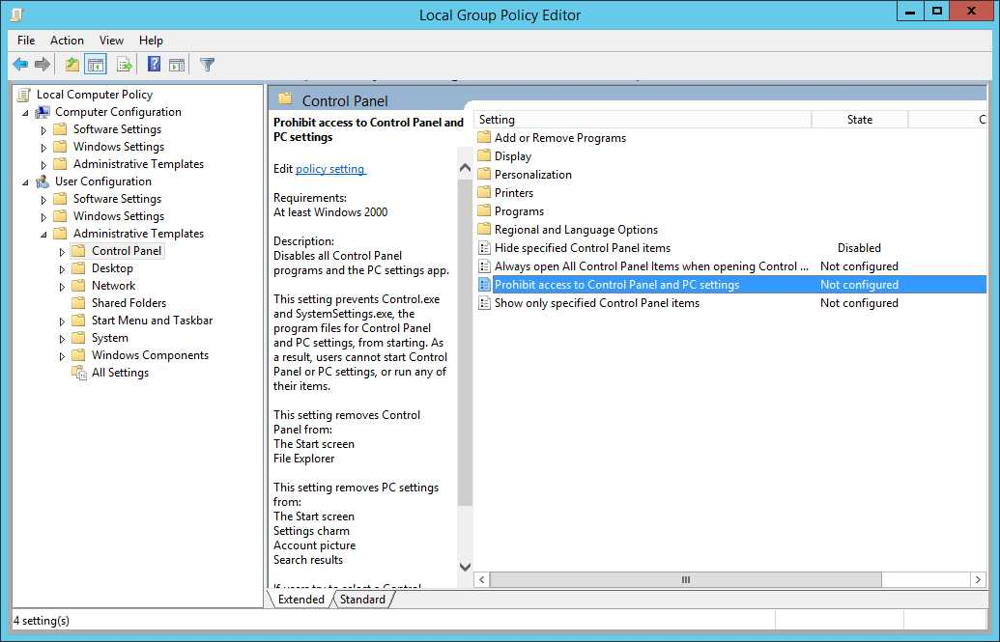 Local Group Policy Editor
File Action View Help
Local Computer Policy
Computer Configuration
Software Settings
Windows Settings
Administrative Templates
User Configuration
Software Settings
Windows Settings
Administrative Templates
Control Panel
Desktop
Network
Shared Folders
Start Menu and Taskbar
System
Windows Components
All Settings
Control Panel
Prohibit access to Control Panel and
PC settings
Edit policy setting
Requirements:
At least Windows 2000
Description:
Disables all Control Panel
programs and the PC settings app.
This setting prevents Control.exe
and SystemSettings.exe, the
program files for Control Panel
and PC settings, from starting. As
a result, users cannot start Control
Panel or PC settings, or run any of
their items.
This setting removes Control
Panel from:
The Start screen
File Explorer
This setting removes PC settings
from:
The Start screen
Settings charm
Account picture
Search results
If users try to select a Control
Setting State C
Add or Remove Programs
Display
Personalization
Printers
Programs
Regional and Language Options
Hide specified Control Panel items Disabled
Always open All Control Panel Items when opening Control ... Not configured
Prohibit access to Control Panel and PC settings Not configured
Show only specified Control Panel items Not configured
Extended Standard
4 setting(s)